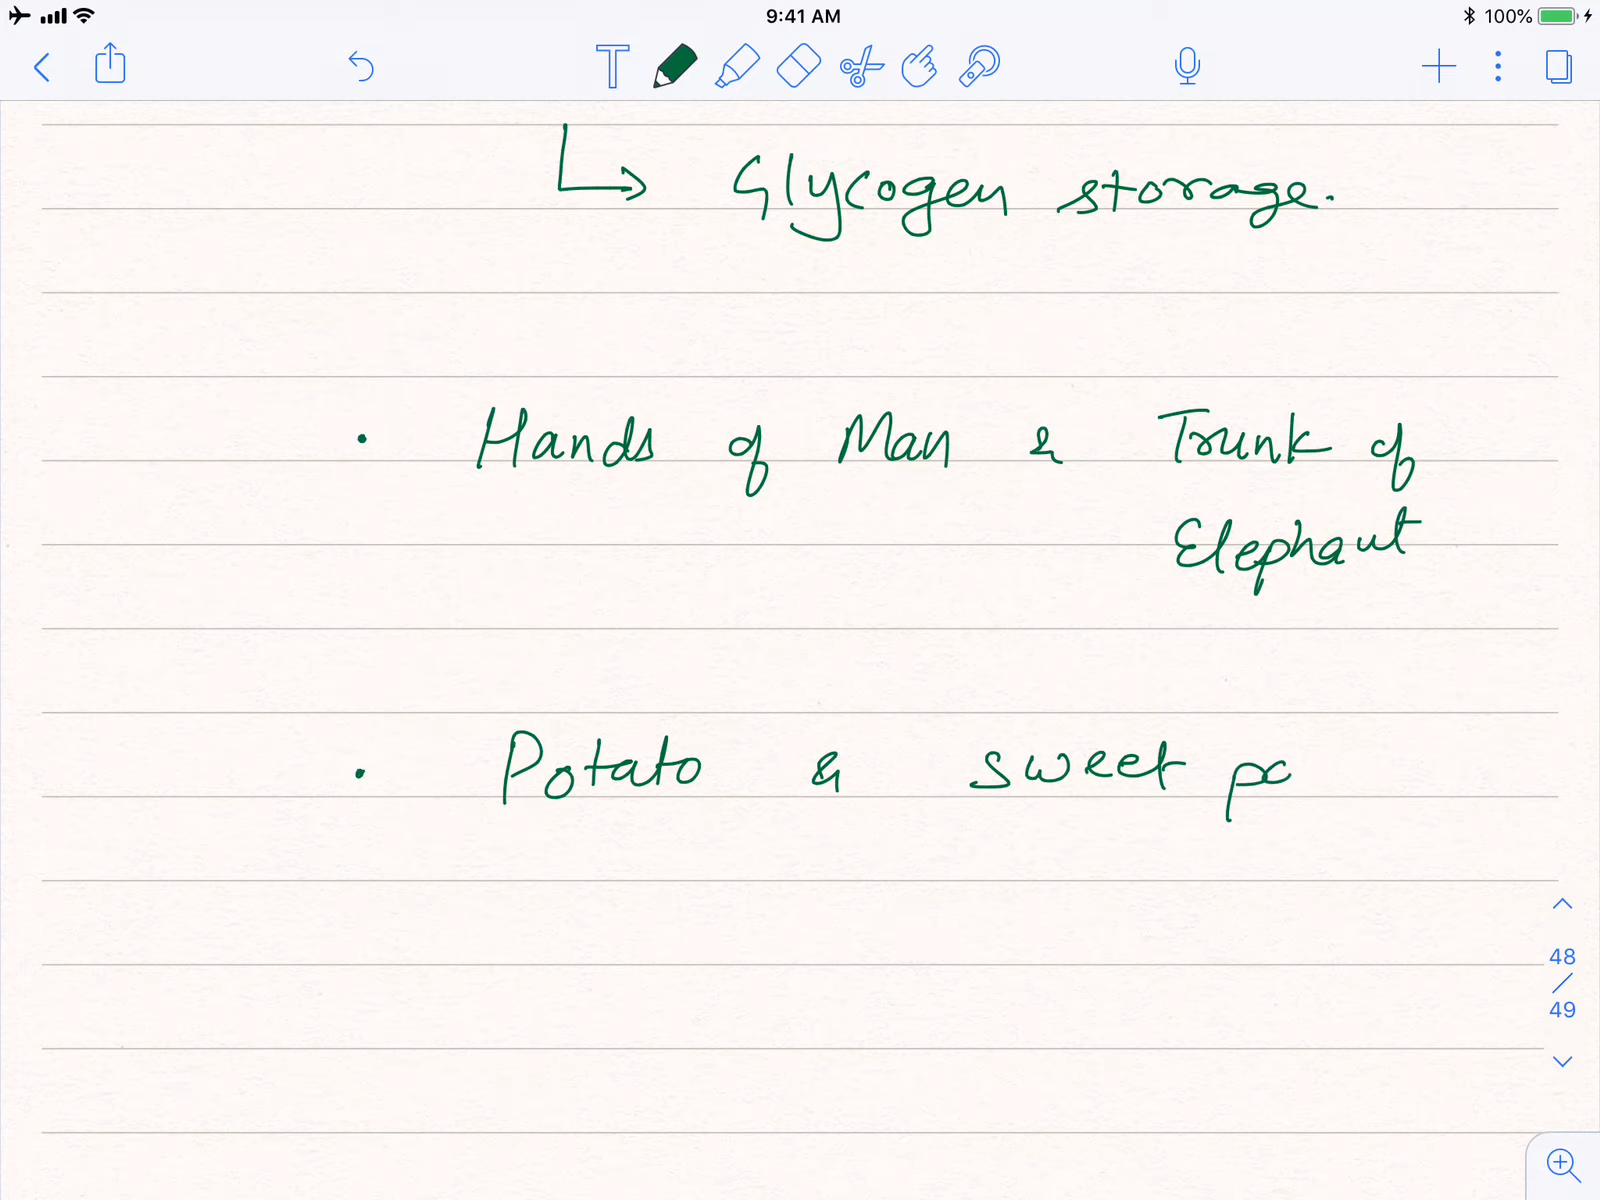 9:41 AM
100%
T
↳ Glycogen storage.
• Hands of Man & Trunk of
Elephant
• Potato & sweet po
48
/
49